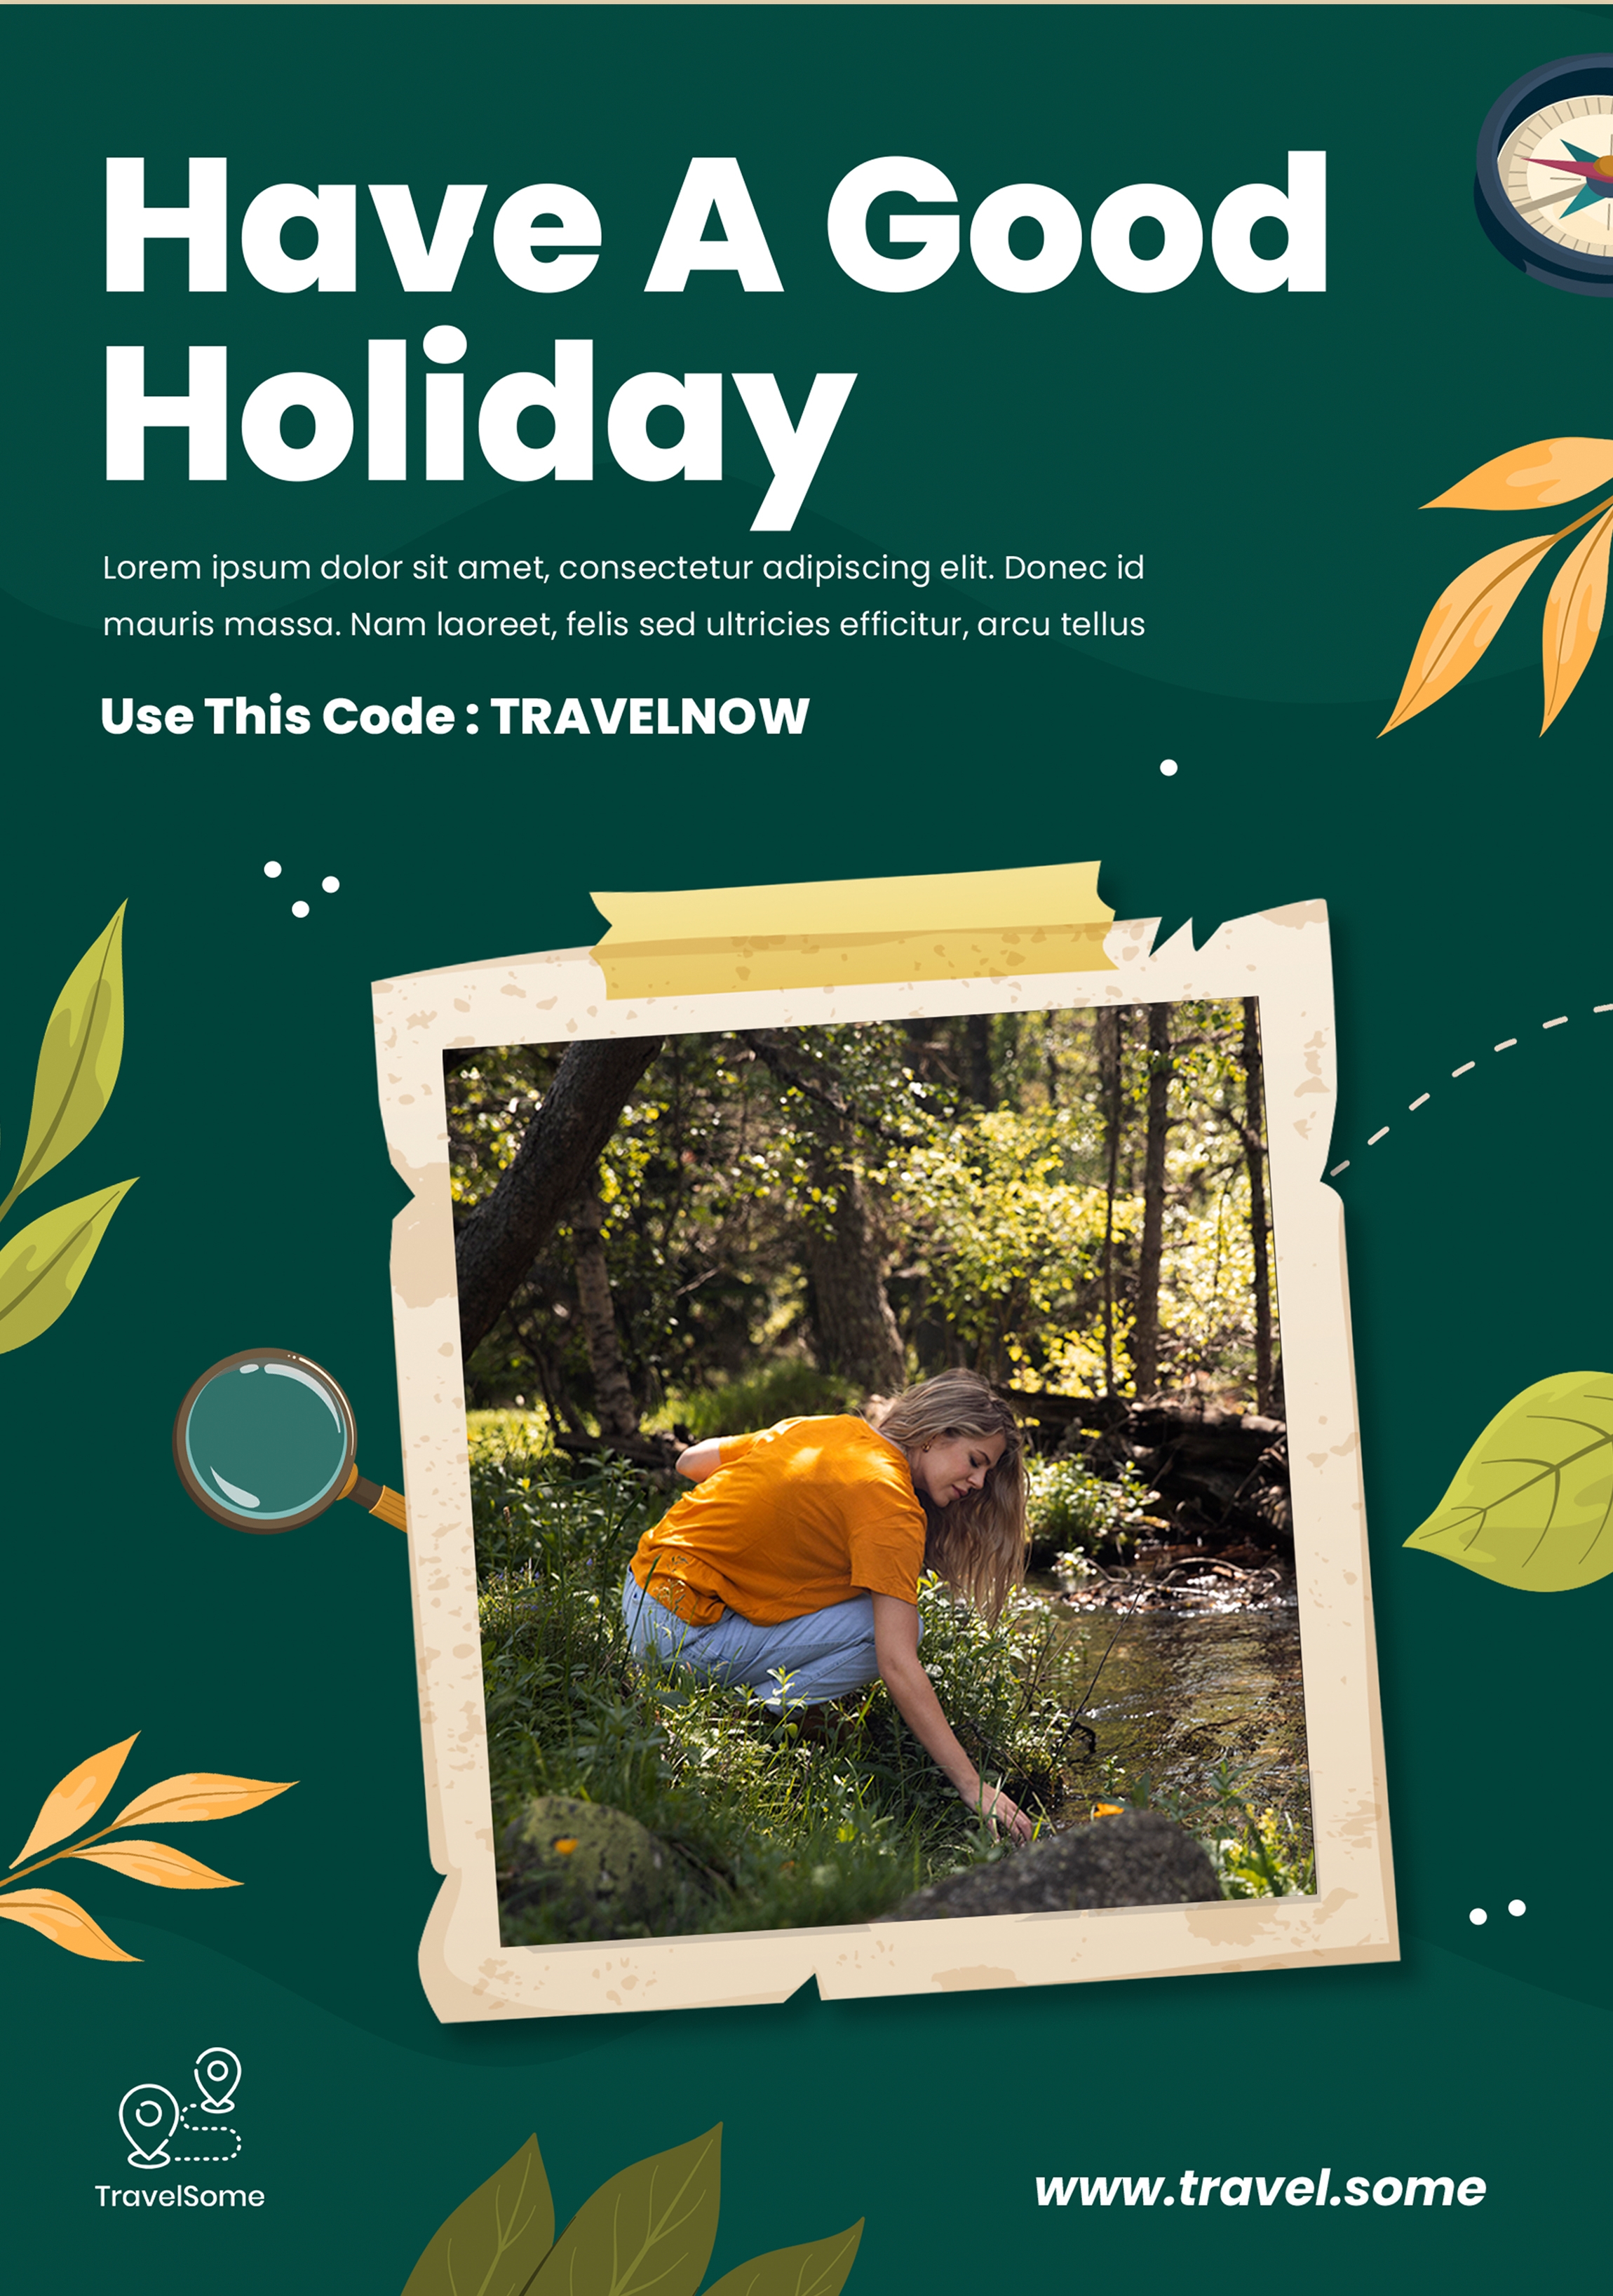 Have A Good
Holiday
Lorem ipsum dolor sit amet, consectetur adipiscing elit. Donec id
mauris massa. Nam laoreet, felis sed ultricies efficitur, arcu tellus
Use This Code : TRAVELNOW
TravelSome
www.travel.some